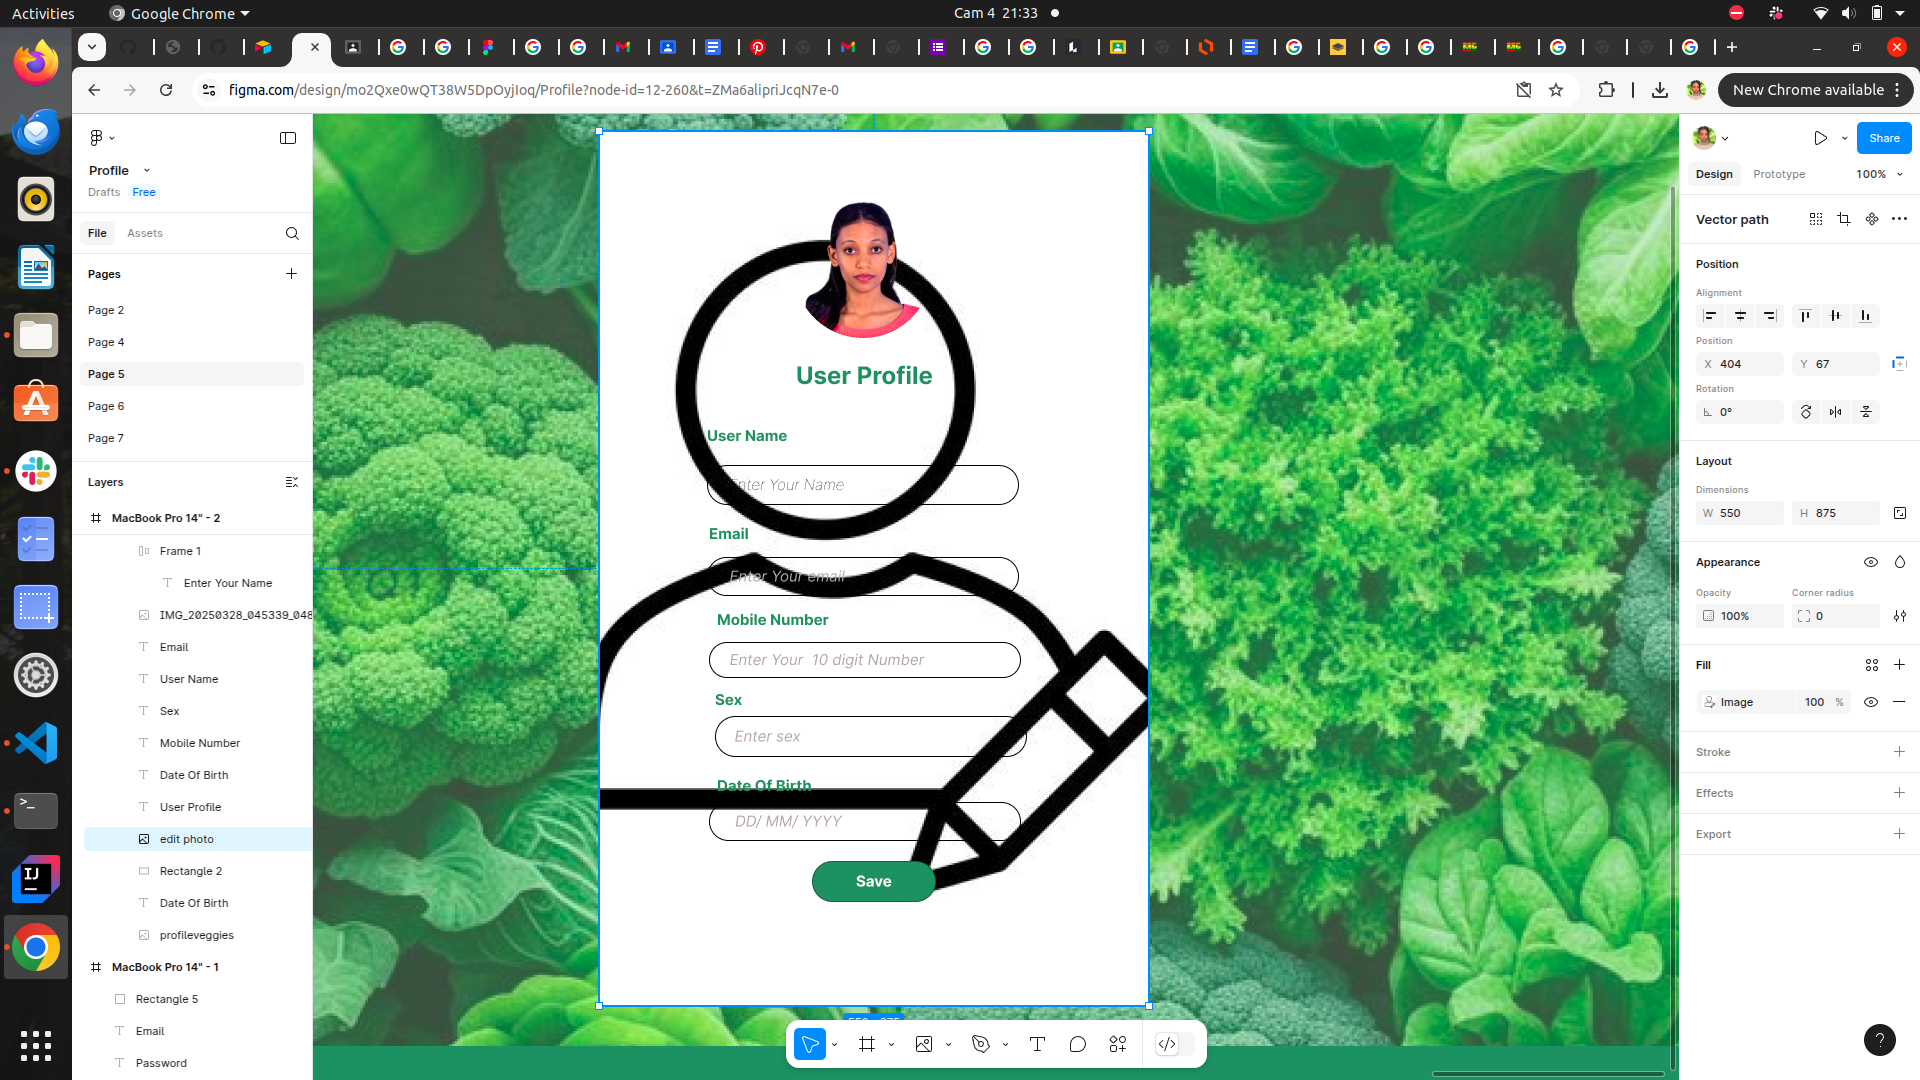 Activities
Google Chrome
Cam 4 21:33
figma.com/design/mo2Qxe0wQT38W5DpOyjIoq/Profile?node-id=12-260&t=ZMa6alipriJcqN7e-0
New Chrome available
Profile
Drafts
Free
File
Assets
Pages
Page 2
Page 4
Page 5
Page 6
Page 7
Layers
MacBook Pro 14" - 2
Frame 1
Enter Your Name
IMG_20250328_045339_048
Email
User Name
Sex
Mobile Number
Date Of Birth
User Profile
edit photo
Rectangle 2
Date Of Birth
profileveggies
MacBook Pro 14" - 1
Rectangle 5
Email
Password
User Profile
User Name
Enter Your Name
Email
Enter Your email
Mobile Number
Enter Your 10 digit Number
Sex
Enter sex
Date Of Birth
DD/ MM/ YYYY
Save
Share
Design
Prototype
100%
Vector path
Position
Alignment
Position
X 404
Y 67
Rotation
0°
Layout
Dimensions
W 550
H 875
Appearance
Opacity
Corner radius
100%
0
Fill
Image
100 %
Stroke
Effects
Export
?